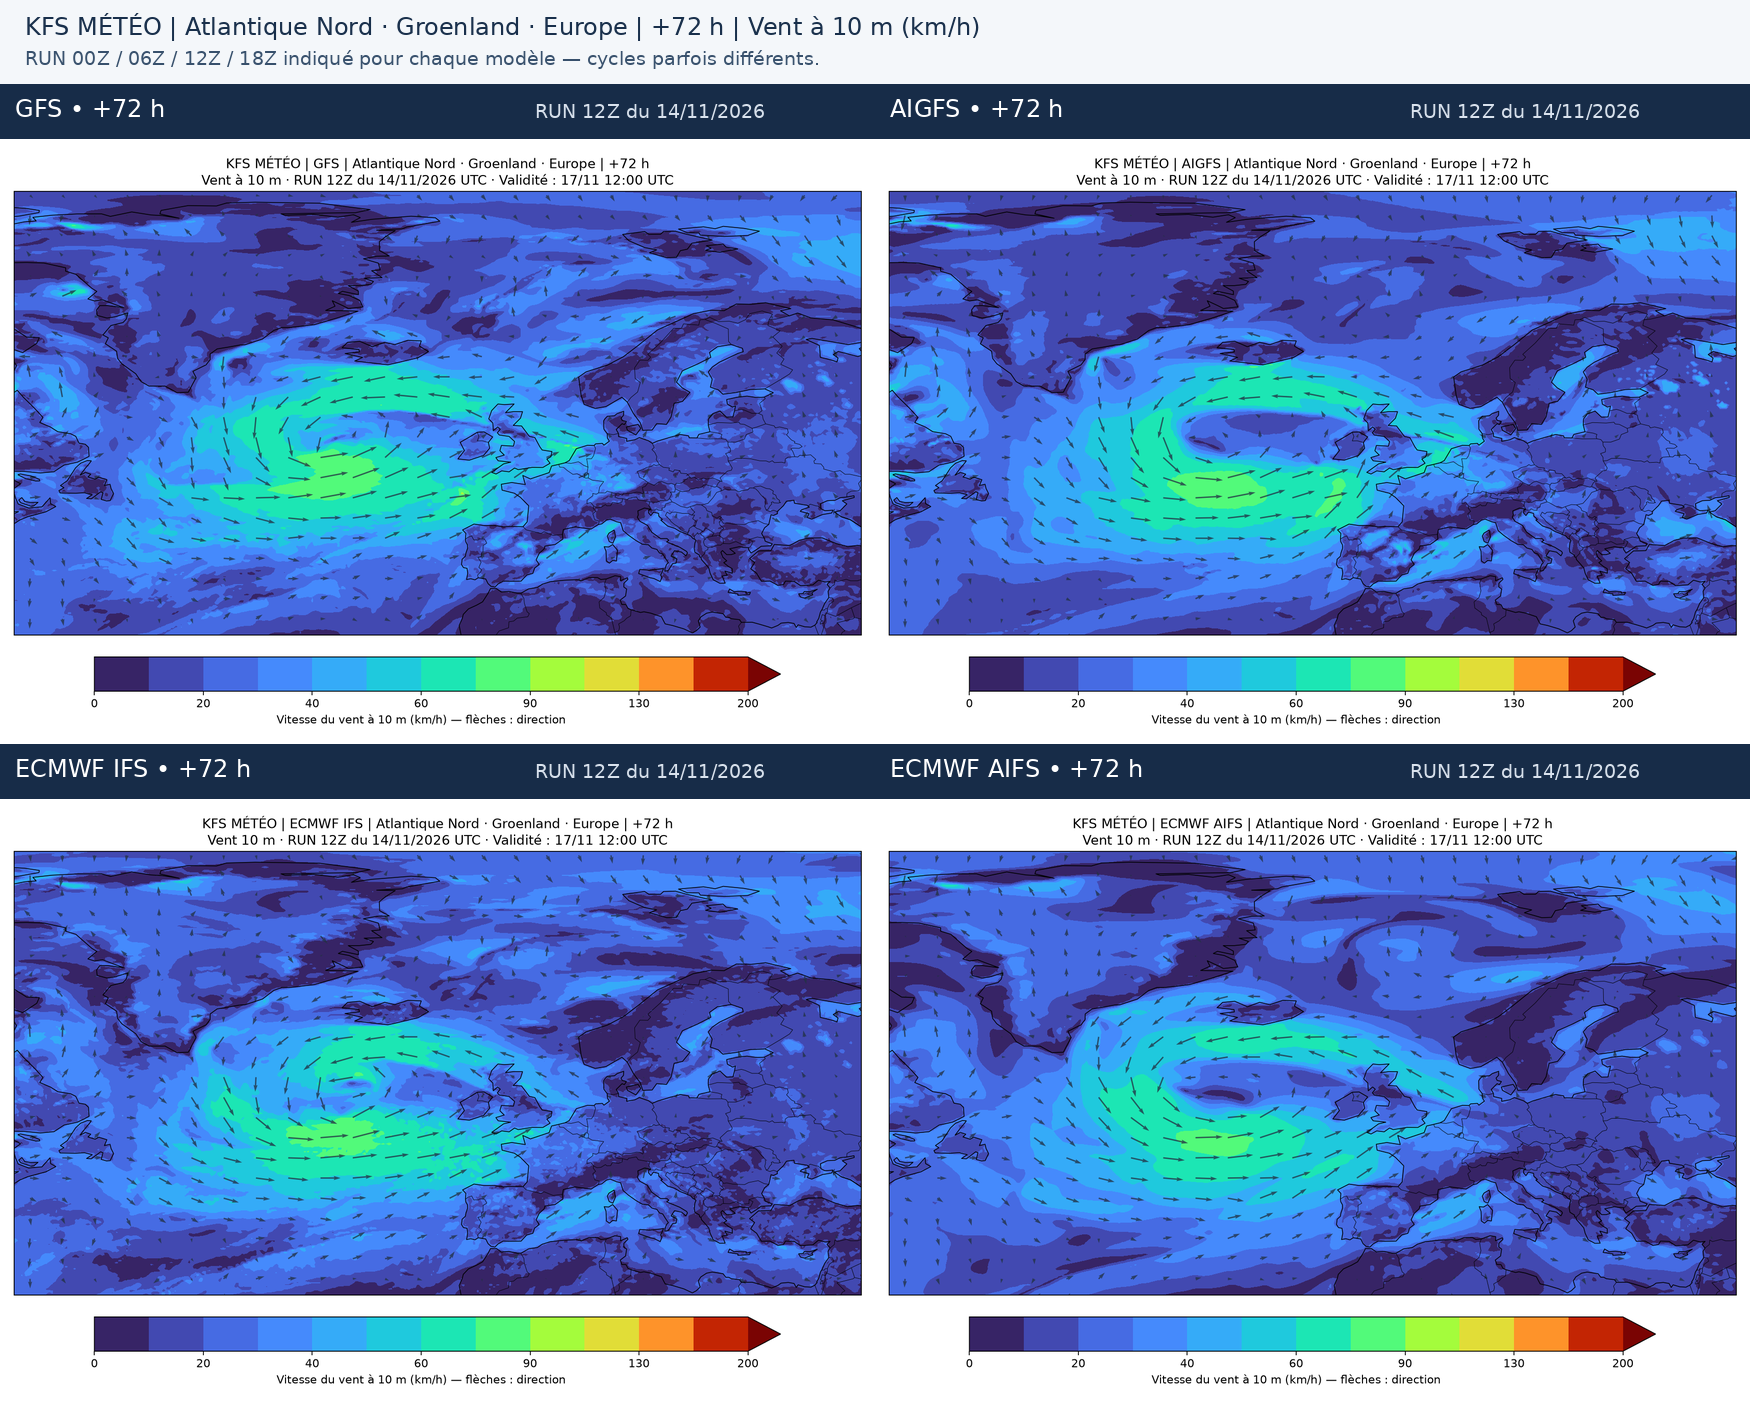 KFS MÉTÉO | Atlantique Nord · Groenland · Europe | +72 h | Vent à 10 m (km/h)
RUN 00Z / 06Z / 12Z / 18Z indiqué pour chaque modèle — cycles parfois différents.
GFS • +72 h
RUN 12Z du 14/11/2026
KFS MÉTÉO | GFS | Atlantique Nord · Groenland · Europe | +72 h
Vent à 10 m · RUN 12Z du 14/11/2026 UTC · Validité : 17/11 12:00 UTC
0 20 40 60 90 130 200
Vitesse du vent à 10 m (km/h) — flèches : direction
AIGFS • +72 h
RUN 12Z du 14/11/2026
KFS MÉTÉO | AIGFS | Atlantique Nord · Groenland · Europe | +72 h
Vent à 10 m · RUN 12Z du 14/11/2026 UTC · Validité : 17/11 12:00 UTC
0 20 40 60 90 130 200
Vitesse du vent à 10 m (km/h) — flèches : direction
ECMWF IFS • +72 h
RUN 12Z du 14/11/2026
KFS MÉTÉO | ECMWF IFS | Atlantique Nord · Groenland · Europe | +72 h
Vent 10 m · RUN 12Z du 14/11/2026 UTC · Validité : 17/11 12:00 UTC
0 20 40 60 90 130 200
Vitesse du vent à 10 m (km/h) — flèches : direction
ECMWF AIFS • +72 h
RUN 12Z du 14/11/2026
KFS MÉTÉO | ECMWF AIFS | Atlantique Nord · Groenland · Europe | +72 h
Vent 10 m · RUN 12Z du 14/11/2026 UTC · Validité : 17/11 12:00 UTC
0 20 40 60 90 130 200
Vitesse du vent à 10 m (km/h) — flèches : direction